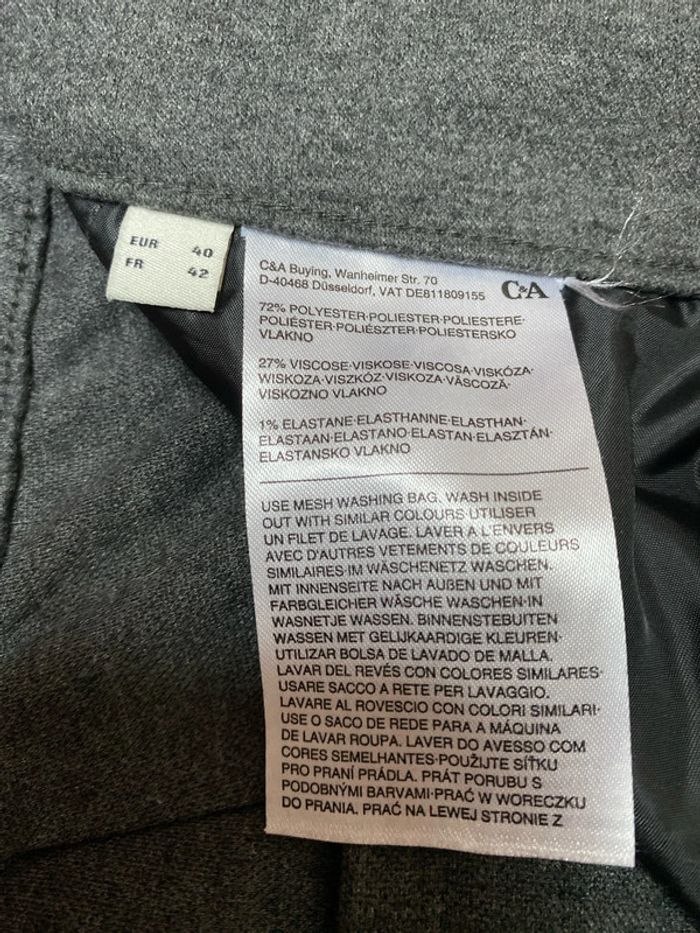 EUR 40
FR 42
C&A Buying, Wanheimer Str. 70
D-40468 Düsseldorf, VAT DE811809155
C&A
72% POLYESTER·POLIESTER·POLIESTERE·
POLIÉSTER·POLIÉSZTER·POLIESTERSKO
VLAKNO
27% VISCOSE·VISKOSE·VISCOSA·VISKÓZA·
WISKOZA·VISZKÓZ·VISKOZA·VÂSCOZĂ·
VISKOZNO VLAKNO
1% ELASTANE·ELASTHANNE·ELASTHAN·
ELASTAAN·ELASTANO·ELASTAN·ELASZTÁN·
ELASTANSKO VLAKNO
USE MESH WASHING BAG. WASH INSIDE
OUT WITH SIMILAR COLOURS·UTILISER
UN FILET DE LAVAGE. LAVER A L'ENVERS
AVEC D'AUTRES VETEMENTS DE COULEURS
SIMILAIRES·IM WÄSCHENETZ WASCHEN.
MIT INNENSEITE NACH AUßEN UND MIT
FARBGLEICHER WÄSCHE WASCHEN·IN
WASNETJE WASSEN. BINNENSTEBUITEN
WASSEN MET GELIJKAARDIGE KLEUREN·
UTILIZAR BOLSA DE LAVADO DE MALLA.
LAVAR DEL REVÉS CON COLORES SIMILARES·
USARE SACCO A RETE PER LAVAGGIO.
LAVARE AL ROVESCIO CON COLORI SIMILARI·
USE O SACO DE REDE PARA A MÁQUINA
DE LAVAR ROUPA. LAVER DO AVESSO COM
CORES SEMELHANTES·POUŽIJTE SÍŤKU
PRO PRANÍ PRÁDLA. PRÁT PORUBU S
PODOBNÝMI BARVAMI·PRAĆ W WORECZKU
DO PRANIA. PRAĆ NA LEWEJ STRONIE Z